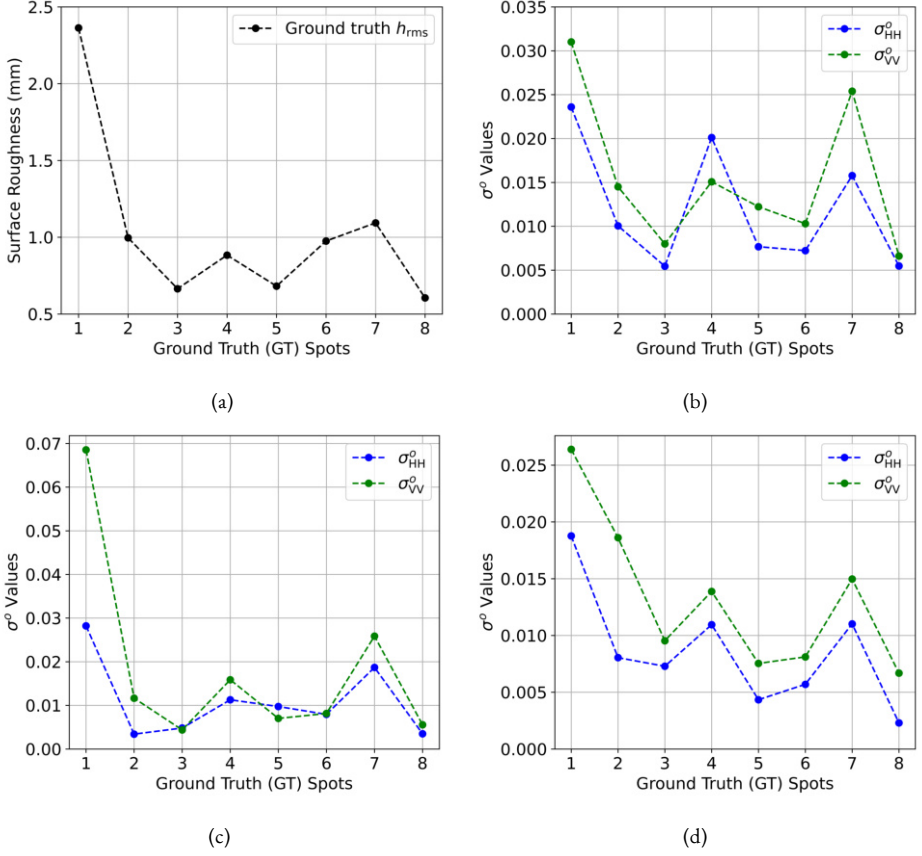 2.5
2.0
1.5
1.0
0.5
Surface Roughness (mm)
Ground truth h_rms
1 2 3 4 5 6 7 8
Ground Truth (GT) Spots
(a)
0.035
0.030
0.025
0.020
0.015
0.010
0.005
0.000
σ^o Values
σ^o_HH
σ^o_VV
1 2 3 4 5 6 7 8
Ground Truth (GT) Spots
(b)
0.07
0.06
0.05
0.04
0.03
0.02
0.01
0.00
σ^o Values
σ^o_HH
σ^o_VV
1 2 3 4 5 6 7 8
Ground Truth (GT) Spots
(c)
0.025
0.020
0.015
0.010
0.005
0.000
σ^o Values
σ^o_HH
σ^o_VV
1 2 3 4 5 6 7 8
Ground Truth (GT) Spots
(d)